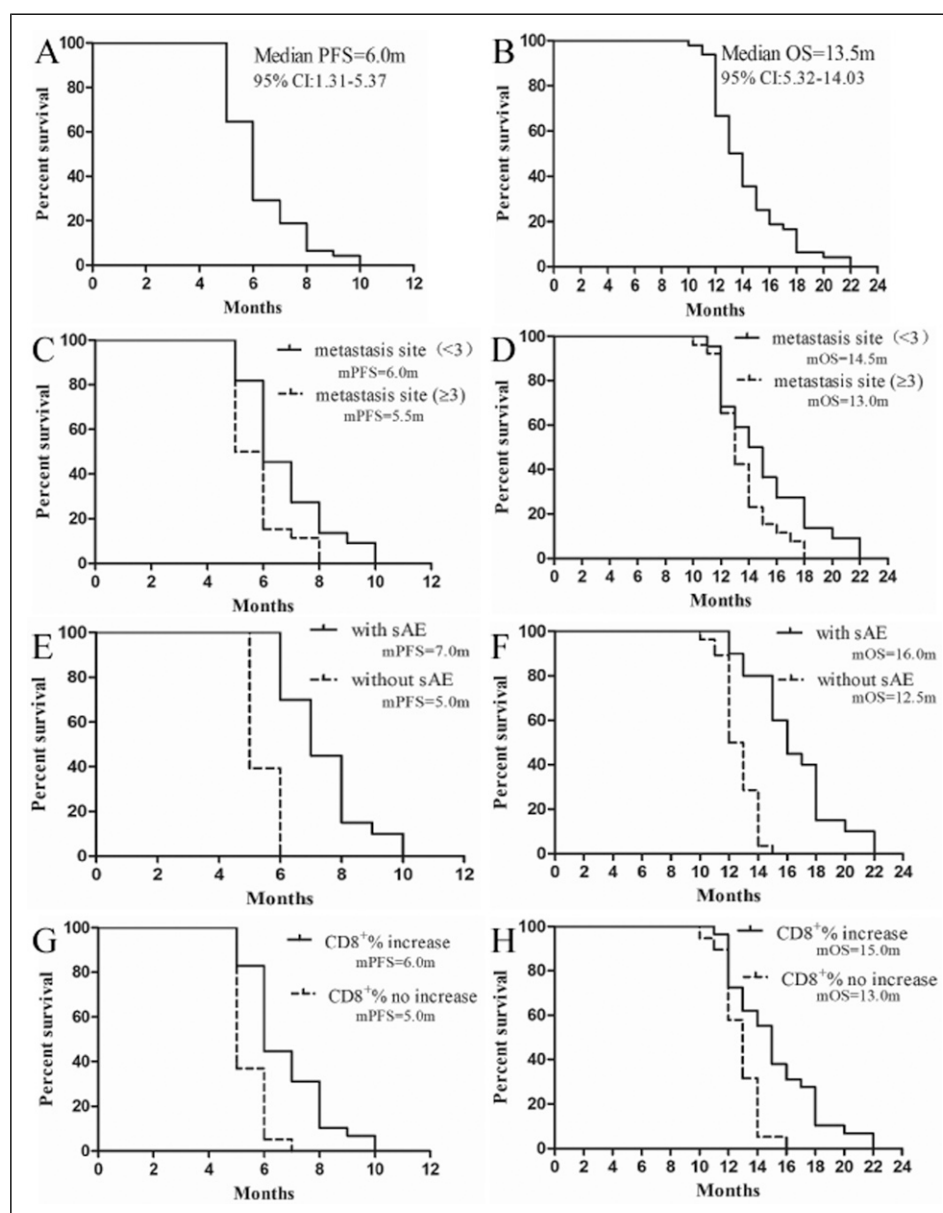 A
Median PFS=6.0m
95% CI:1.31-5.37
Percent survival
100
80
60
40
20
0
0 2 4 6 8 10 12
Months
B
Median OS=13.5m
95% CI:5.32-14.03
Percent survival
100
80
60
40
20
0
0 2 4 6 8 10 12 14 16 18 20 22 24
Months
C
metastasis site (<3)
mPFS=6.0m
metastasis site (≥3)
mPFS=5.5m
Percent survival
100
80
60
40
20
0
0 2 4 6 8 10 12
Months
D
metastasis site (<3)
mOS=14.5m
metastasis site (≥3)
mOS=13.0m
Percent survival
100
80
60
40
20
0
0 2 4 6 8 10 12 14 16 18 20 22 24
Months
E
with sAE
mPFS=7.0m
without sAE
mPFS=5.0m
Percent survival
100
80
60
40
20
0
0 2 4 6 8 10 12
Months
F
with sAE
mOS=16.0m
without sAE
mOS=12.5m
Percent survival
100
80
60
40
20
0
0 2 4 6 8 10 12 14 16 18 20 22 24
Months
G
CD8⁺% increase
mPFS=6.0m
CD8⁺% no increase
mPFS=5.0m
Percent survival
100
80
60
40
20
0
0 2 4 6 8 10 12
Months
H
CD8⁺% increase
mOS=15.0m
CD8⁺% no increase
mOS=13.0m
Percent survival
100
80
60
40
20
0
0 2 4 6 8 10 12 14 16 18 20 22 24
Months